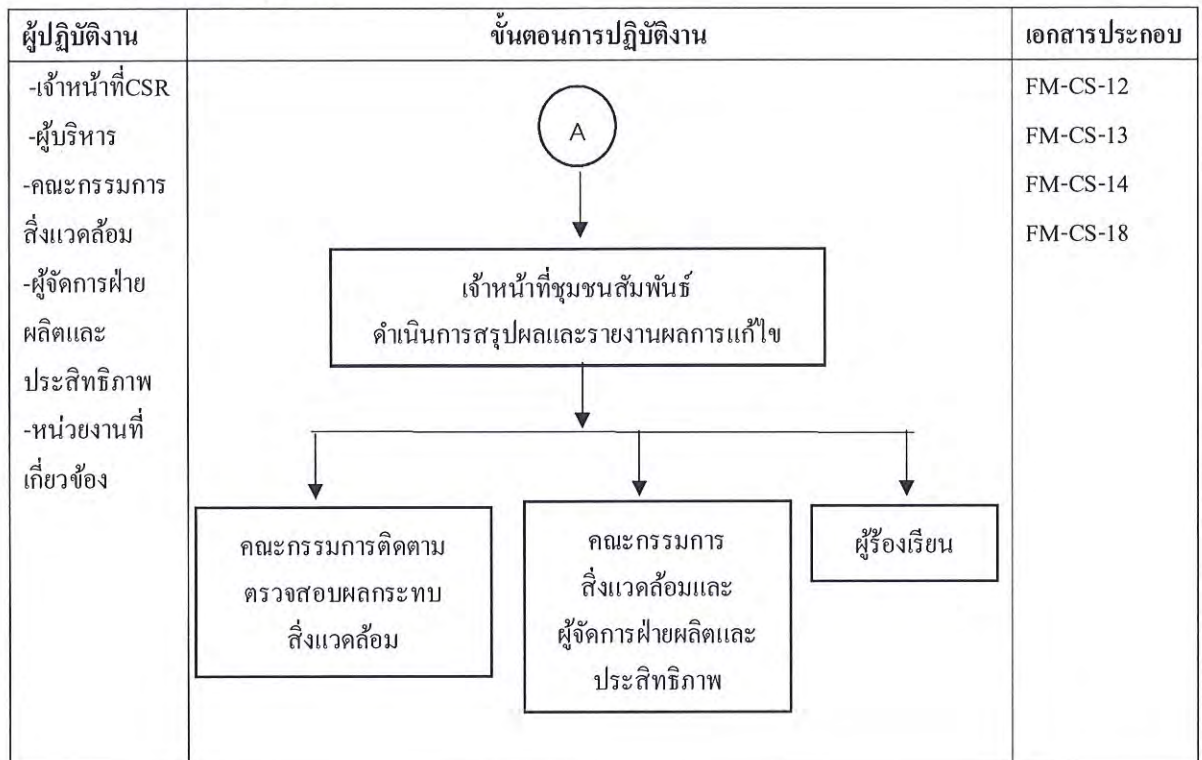 ผู้ปฏิบัติงาน
ขั้นตอนการปฏิบัติงาน
เอกสารประกอบ
-เจ้าหน้าที่CSR
-ผู้บริหาร
-คณะกรรมการ
สิ่งแวดล้อม
-ผู้จัดการฝ่าย
ผลิตและ
ประสิทธิภาพ
-หน่วยงานที่
เกี่ยวข้อง
A
เจ้าหน้าที่ชุมชนสัมพันธ์
ดำเนินการสรุปผลและรายงานผลการแก้ไข
คณะกรรมการติดตาม
ตรวจสอบผลกระทบ
สิ่งแวดล้อม
คณะกรรมการ
สิ่งแวดล้อมและ
ผู้จัดการฝ่ายผลิตและ
ประสิทธิภาพ
ผู้ร้องเรียน
FM-CS-12
FM-CS-13
FM-CS-14
FM-CS-18